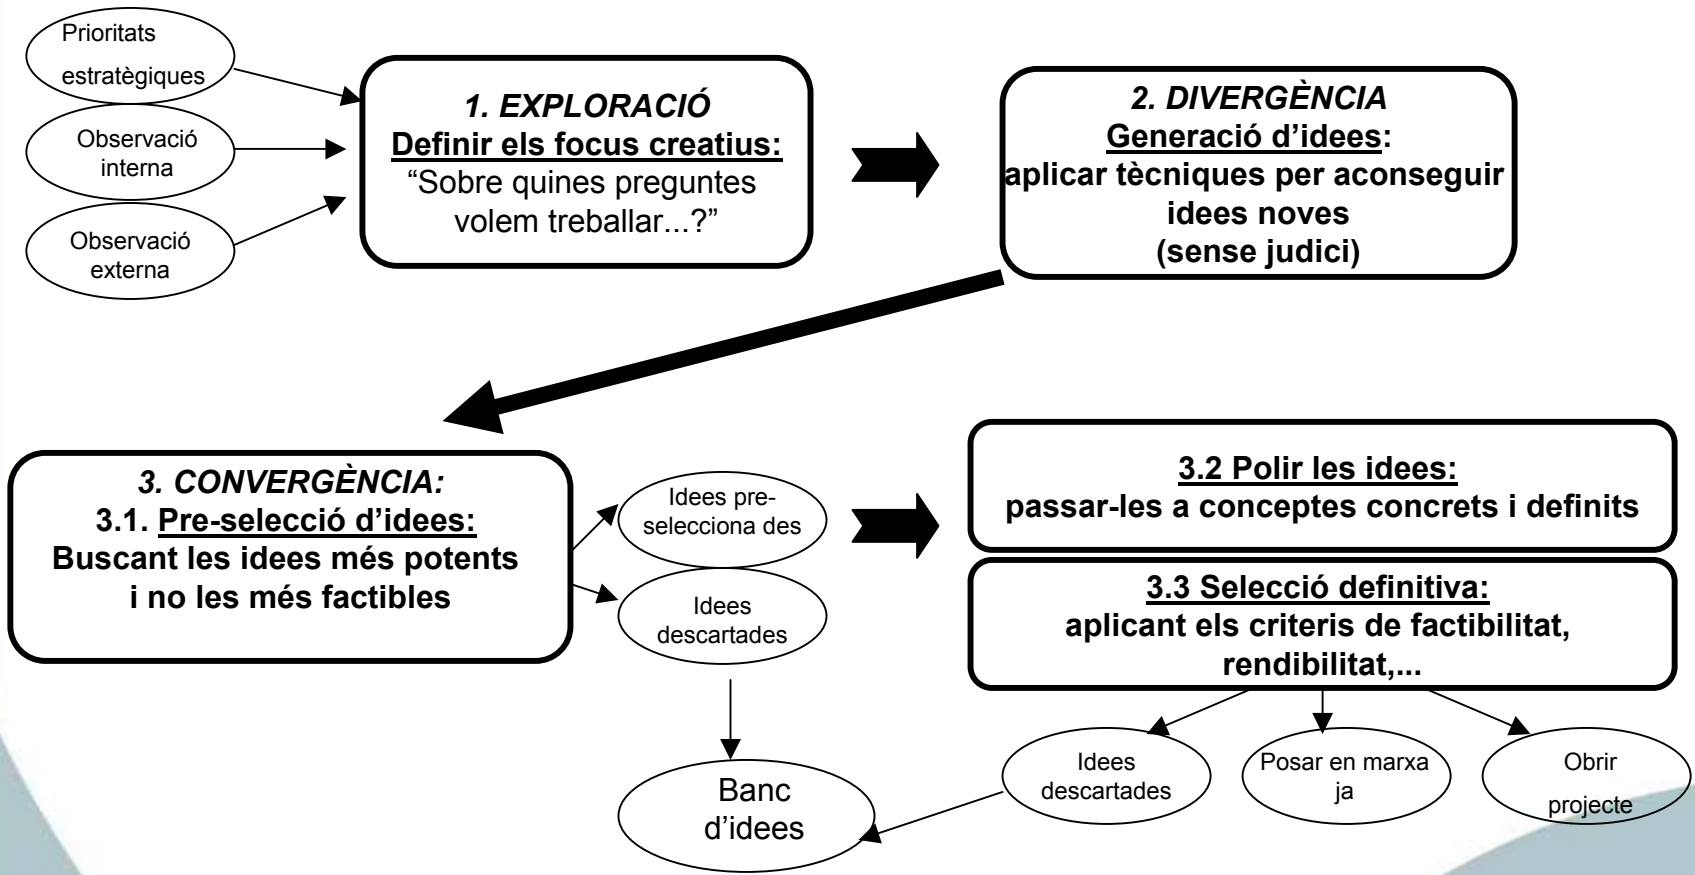 Prioritats
estratègiques
Observació
interna
Observació
externa
1. EXPLORACIÓ
Definir els focus creatius:
“Sobre quines preguntes
volem treballar...?”
2. DIVERGÈNCIA
Generació d’idees:
aplicar tècniques per aconseguir
idees noves
(sense judici)
3. CONVERGÈNCIA:
3.1. Pre-selecció d’idees:
Buscant les idees més potents
i no les més factibles
Idees pre-
selecciona des
Idees
descartades
3.2 Polir les idees:
passar-les a conceptes concrets i definits
3.3 Selecció definitiva:
aplicant els criteris de factibilitat,
rendibilitat,...
Banc
d’idees
Idees
descartades
Posar en marxa
ja
Obrir
projecte